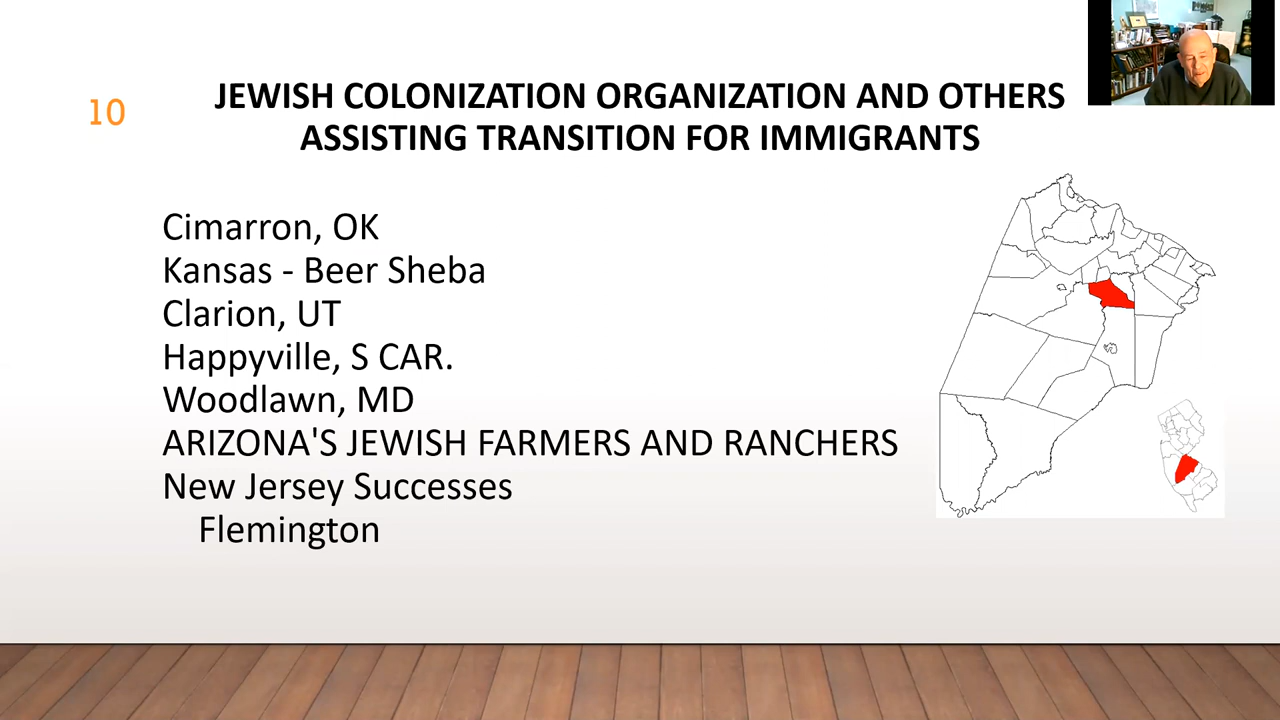 10
JEWISH COLONIZATION ORGANIZATION AND OTHERS
ASSISTING TRANSITION FOR IMMIGRANTS
Cimarron, OK
Kansas - Beer Sheba
Clarion, UT
Happyville, S CAR.
Woodlawn, MD
ARIZONA'S JEWISH FARMERS AND RANCHERS
New Jersey Successes
Flemington